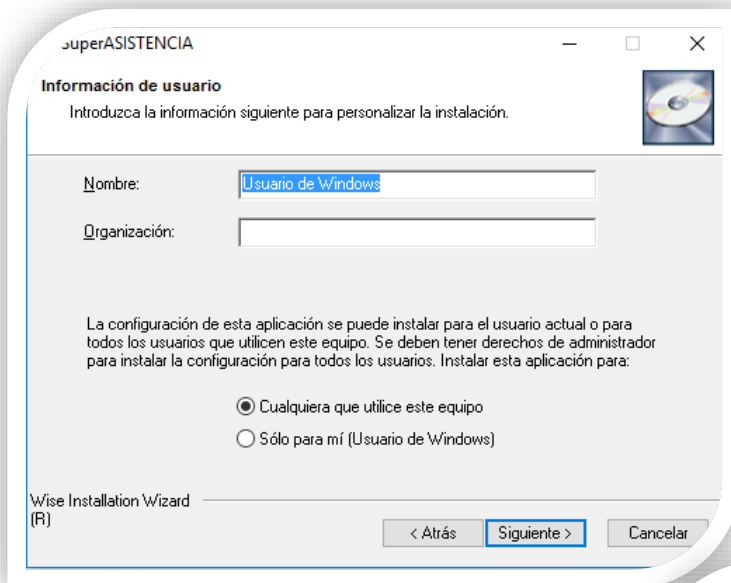 SuperASISTENCIA
Información de usuario
Introduzca la información siguiente para personalizar la instalación.
Nombre:
Usuario de Windows
Organización:
La configuración de esta aplicación se puede instalar para el usuario actual o para
todos los usuarios que utilicen este equipo. Se deben tener derechos de administrador
para instalar la configuración para todos los usuarios. Instalar esta aplicación para:
Cualquiera que utilice este equipo
Sólo para mí (Usuario de Windows)
Wise Installation Wizard
(R)
< Atrás
Siguiente >
Cancelar